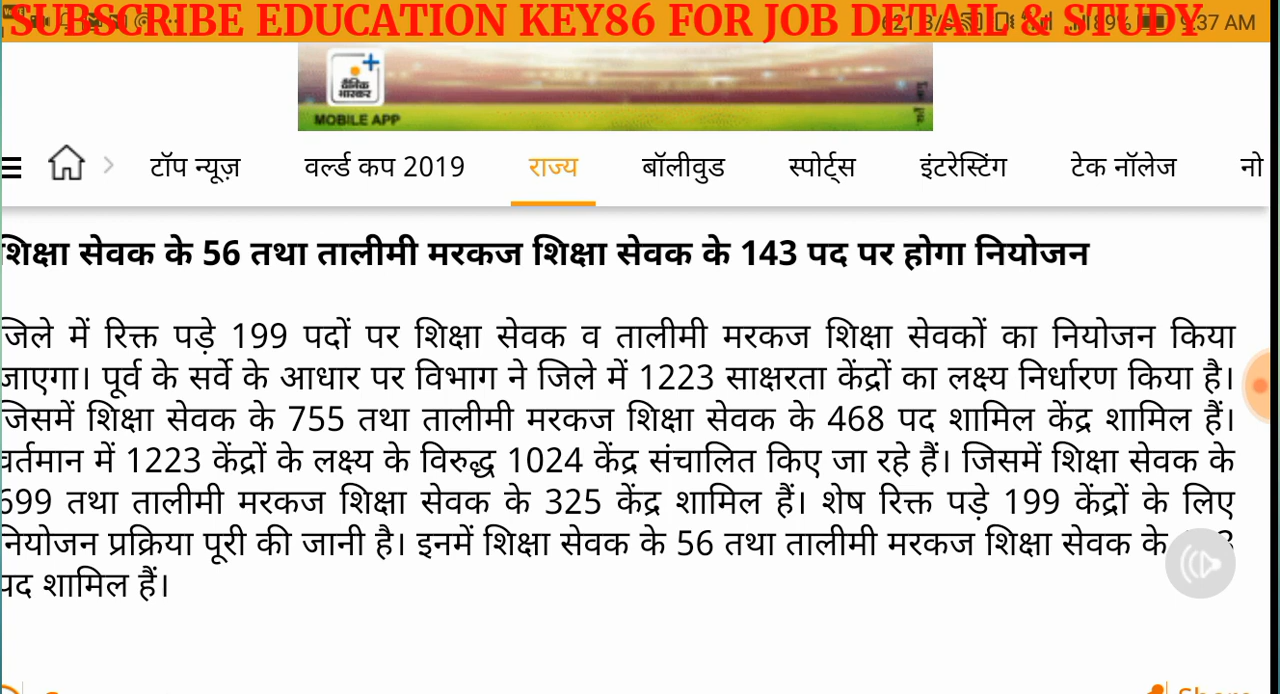 SUBSCRIBE EDUCATION KEY86 FOR JOB DETAIL & STUDY
89% 9:37 AM
दैनिक
भास्कर
MOBILE APP
टॉप न्यूज़ वर्ल्ड कप 2019 राज्य बॉलीवुड स्पोर्ट्स इंटरेस्टिंग टेक नॉलेज नो
शिक्षा सेवक के 56 तथा तालीमी मरकज शिक्षा सेवक के 143 पद पर होगा नियोजन
जिले में रिक्त पड़े 199 पदों पर शिक्षा सेवक व तालीमी मरकज शिक्षा सेवकों का नियोजन किया
जाएगा। पूर्व के सर्वे के आधार पर विभाग ने जिले में 1223 साक्षरता केंद्रों का लक्ष्य निर्धारण किया है।
जिसमें शिक्षा सेवक के 755 तथा तालीमी मरकज शिक्षा सेवक के 468 पद शामिल केंद्र शामिल हैं।
वर्तमान में 1223 केंद्रों के लक्ष्य के विरुद्ध 1024 केंद्र संचालित किए जा रहे हैं। जिसमें शिक्षा सेवक के
699 तथा तालीमी मरकज शिक्षा सेवक के 325 केंद्र शामिल हैं। शेष रिक्त पड़े 199 केंद्रों के लिए
नियोजन प्रक्रिया पूरी की जानी है। इनमें शिक्षा सेवक के 56 तथा तालीमी मरकज शिक्षा सेवक के
पद शामिल हैं।